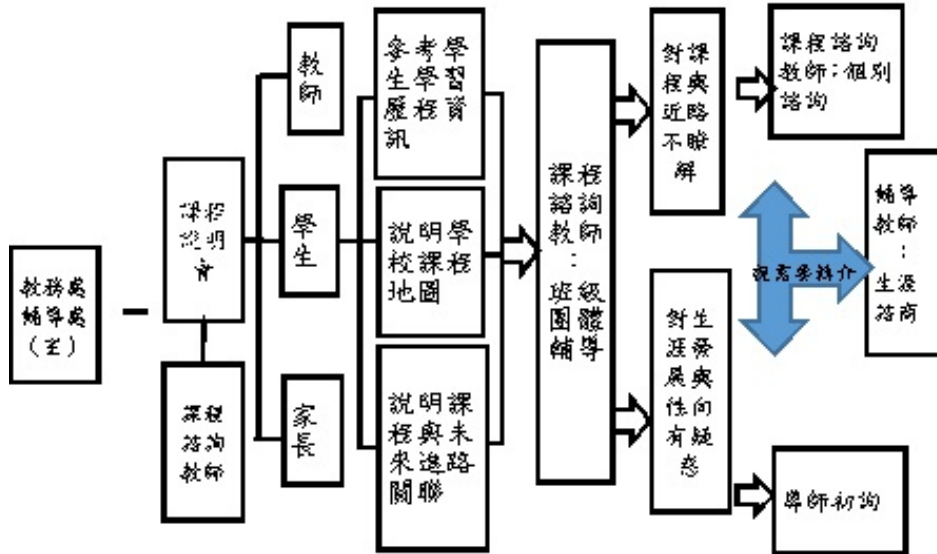 教務處
輔導處
(室)
課程
說明
會
課程
諮詢
教師
教
師
學
生
家
長
參考學
生學習
歷程資
訊
說明學
校課程
地圖
說明課
程與未
來進路
關聯
課程
諮詢
教師
:
班級
團體
輔導
對課
程與
近路
不瞭
解
對生
涯發
展與
性向
有疑
惑
課程諮詢
教師:個別
諮詢
視需要轉介
輔導
教師
:
生涯
諮商
導師初詢